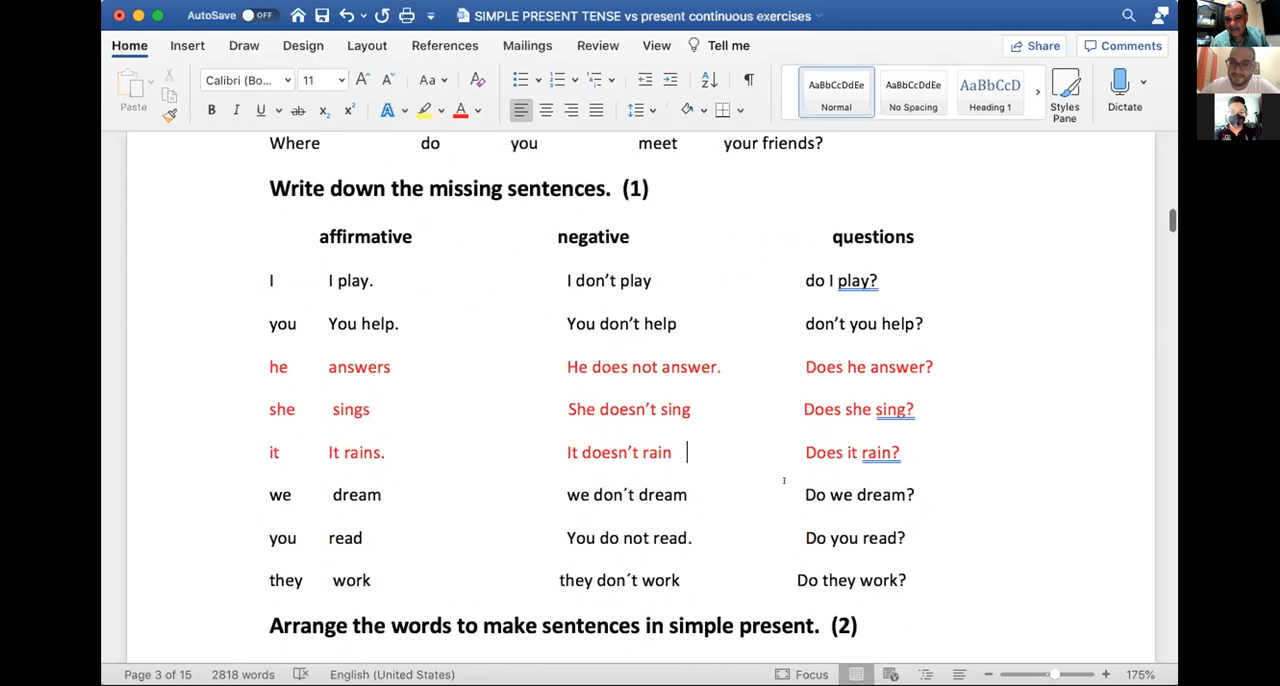 AutoSave OFF SIMPLE PRESENT TENSE vs present continuous exercises
Home Insert Draw Design Layout References Mailings Review View Tell me Share Comments
Paste Calibri (Bo... 11 A A Aa A AaBbCcDdEe AaBbCcDdEe AaBbCcD
B I U ab x₂ x² A A Normal No Spacing Heading 1 Styles Pane Dictate
Where do you meet your friends?
Write down the missing sentences. (1)
affirmative negative questions
I I play. I don’t play do I play?
you You help. You don’t help don’t you help?
he answers He does not answer. Does he answer?
she sings She doesn’t sing Does she sing?
it It rains. It doesn’t rain Does it rain?
we dream we don´t dream Do we dream?
you read You do not read. Do you read?
they work they don´t work Do they work?
Arrange the words to make sentences in simple present. (2)
Page 3 of 15 2818 words English (United States) Focus 175%